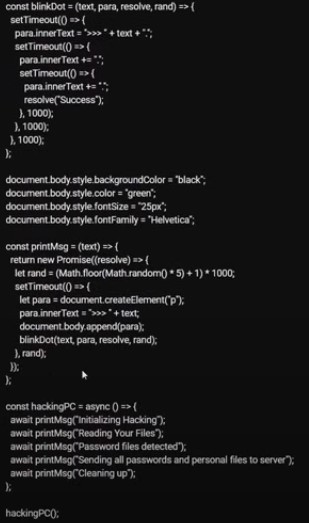 const blinkDot = (text, para, resolve, rand) => {
setTimeout(() => {
para.innerText = ">>> " + text + ".";
setTimeout(() => {
para.innerText += ".";
setTimeout(() => {
para.innerText += ".";
resolve("Success");
}, 1000);
}, 1000);
}, 1000);
};
document.body.style.backgroundColor = "black";
document.body.style.color = "green";
document.body.style.fontSize = "25px";
document.body.style.fontFamily = "Helvetica";
const printMsg = (text) => {
return new Promise((resolve) => {
let rand = (Math.floor(Math.random() * 5) + 1) * 1000;
setTimeout(() => {
let para = document.createElement("p");
para.innerText = ">>> " + text;
document.body.append(para);
blinkDot(text, para, resolve, rand);
}, rand);
});
};
const hackingPC = async () => {
await printMsg("Initializing Hacking");
await printMsg("Reading Your Files");
await printMsg("Password files detected");
await printMsg("Sending all passwords and personal files to server");
await printMsg("Cleaning up");
};
hackingPC();